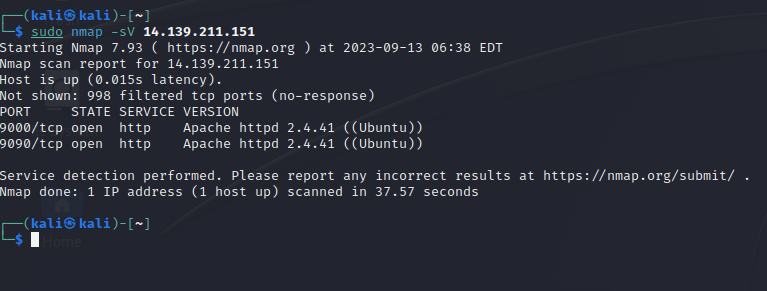 ┌──(kali㉿kali)-[~]
└─$ sudo nmap -sV 14.139.211.151
Starting Nmap 7.93 ( https://nmap.org ) at 2023-09-13 06:38 EDT
Nmap scan report for 14.139.211.151
Host is up (0.015s latency).
Not shown: 998 filtered tcp ports (no-response)
PORT     STATE SERVICE VERSION
9000/tcp open  http    Apache httpd 2.4.41 ((Ubuntu))
9090/tcp open  http    Apache httpd 2.4.41 ((Ubuntu))
Service detection performed. Please report any incorrect results at https://nmap.org/submit/ .
Nmap done: 1 IP address (1 host up) scanned in 37.57 seconds
┌──(kali㉿kali)-[~]
└─$
Home